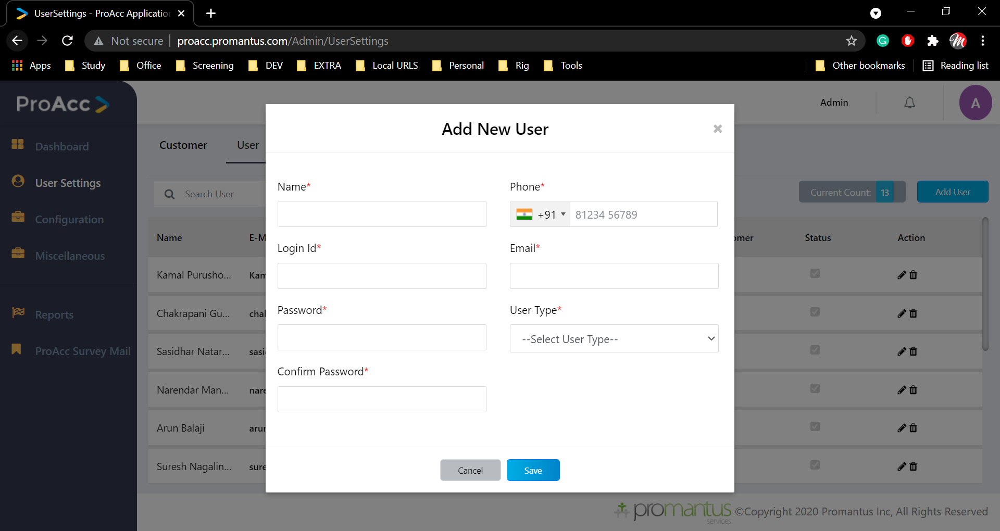 UserSettings - ProAcc Application
Not secure | proacc.promantus.com/Admin/UserSettings
Apps Study Office Screening DEV EXTRA Local URLS Personal Rig Tools Other bookmarks Reading list
ProAcc
Admin
A
Dashboard
User Settings
Configuration
Miscellaneous
Reports
ProAcc Survey Mail
Customer User
Search User
Current Count: 13
Add User
Name E-M omer Status Action
Kamal Purusho... Kam
Chakrapani Gu... chal
Sasidhar Natar... sasi
Narendar Man... nare
Arun Balaji arun
Suresh Nagalin... sure
Add New User
Name*
Phone*
+91 81234 56789
Login Id*
Email*
Password*
User Type*
--Select User Type--
Confirm Password*
Cancel Save
promantus
services
©Copyright 2020 Promantus Inc, All Rights Reserved